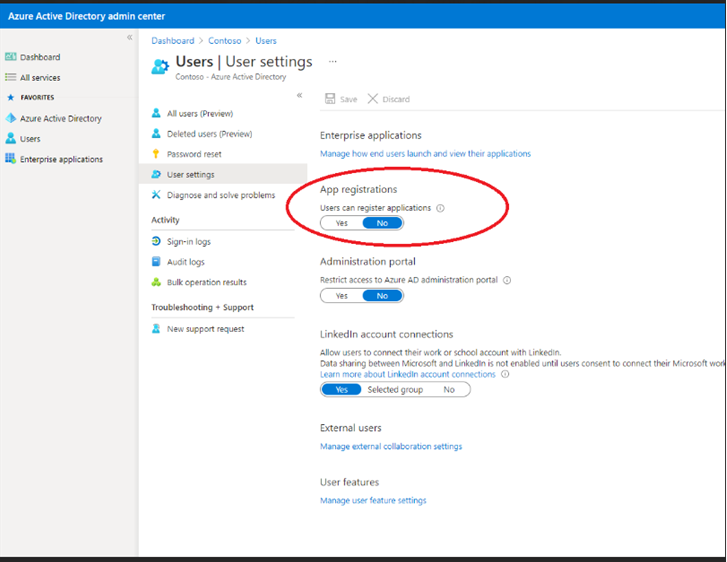 Azure Active Directory admin center
Dashboard
All services
FAVORITES
Azure Active Directory
Users
Enterprise applications
Dashboard > Contoso > Users
Users | User settings ...
Contoso - Azure Active Directory
All users (Preview)
Deleted users (Preview)
Password reset
User settings
Diagnose and solve problems
Activity
Sign-in logs
Audit logs
Bulk operation results
Troubleshooting + Support
New support request
Save Discard
Enterprise applications
Manage how end users launch and view their applications
App registrations
Users can register applications
Yes No
Administration portal
Restrict access to Azure AD administration portal
Yes No
LinkedIn account connections
Allow users to connect their work or school account with LinkedIn.
Data sharing between Microsoft and LinkedIn is not enabled until users consent to connect their Microsoft work
Learn more about LinkedIn account connections
Yes Selected group No
External users
Manage external collaboration settings
User features
Manage user feature settings